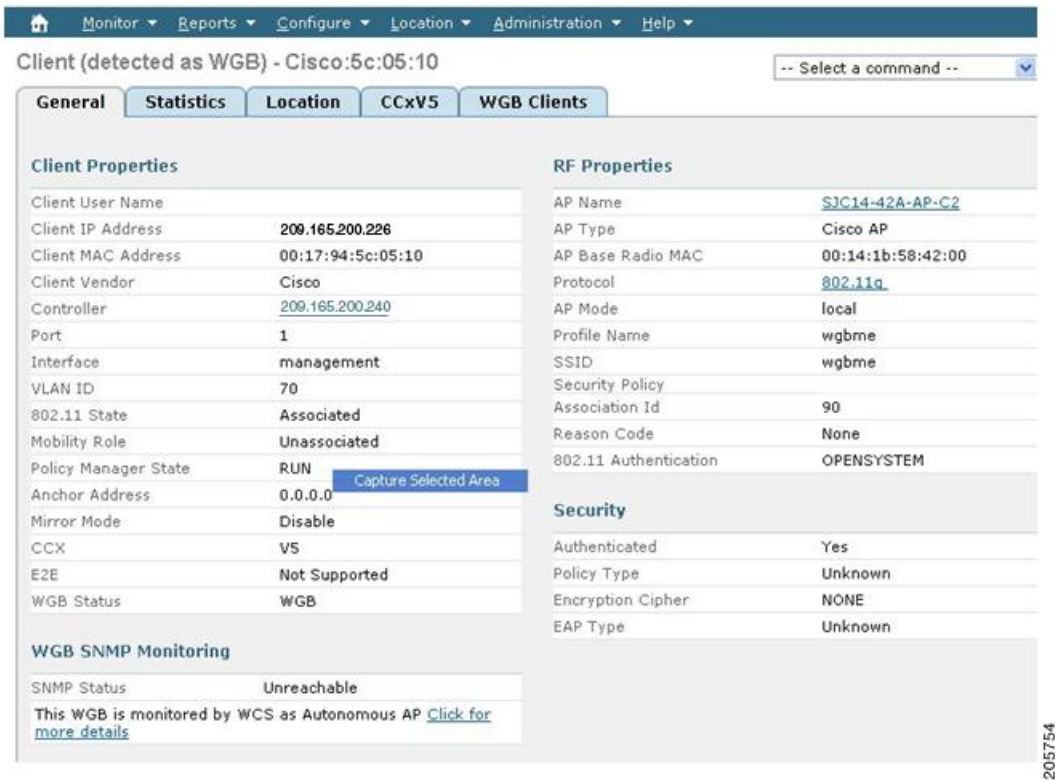 Monitor Reports Configure Location Administration Help
Client (detected as WGB) - Cisco:5c:05:10
-- Select a command --
General Statistics Location CCxV5 WGB Clients
Client Properties
Client User Name
Client IP Address 209.165.200.226
Client MAC Address 00:17:94:5c:05:10
Client Vendor Cisco
Controller 209.165.200.240
Port 1
Interface management
VLAN ID 70
802.11 State Associated
Mobility Role Unassociated
Policy Manager State RUN
Capture Selected Area
Anchor Address 0.0.0.0
Mirror Mode Disable
CCX V5
E2E Not Supported
WGB Status WGB
WGB SNMP Monitoring
SNMP Status Unreachable
This WGB is monitored by WCS as Autonomous AP Click for
more details
RF Properties
AP Name SJC14-42A-AP-C2
AP Type Cisco AP
AP Base Radio MAC 00:14:1b:58:42:00
Protocol 802.11g
AP Mode local
Profile Name wgbme
SSID wgbme
Security Policy
Association Id 90
Reason Code None
802.11 Authentication OPENSYSTEM
Security
Authenticated Yes
Policy Type Unknown
Encryption Cipher NONE
EAP Type Unknown
205754